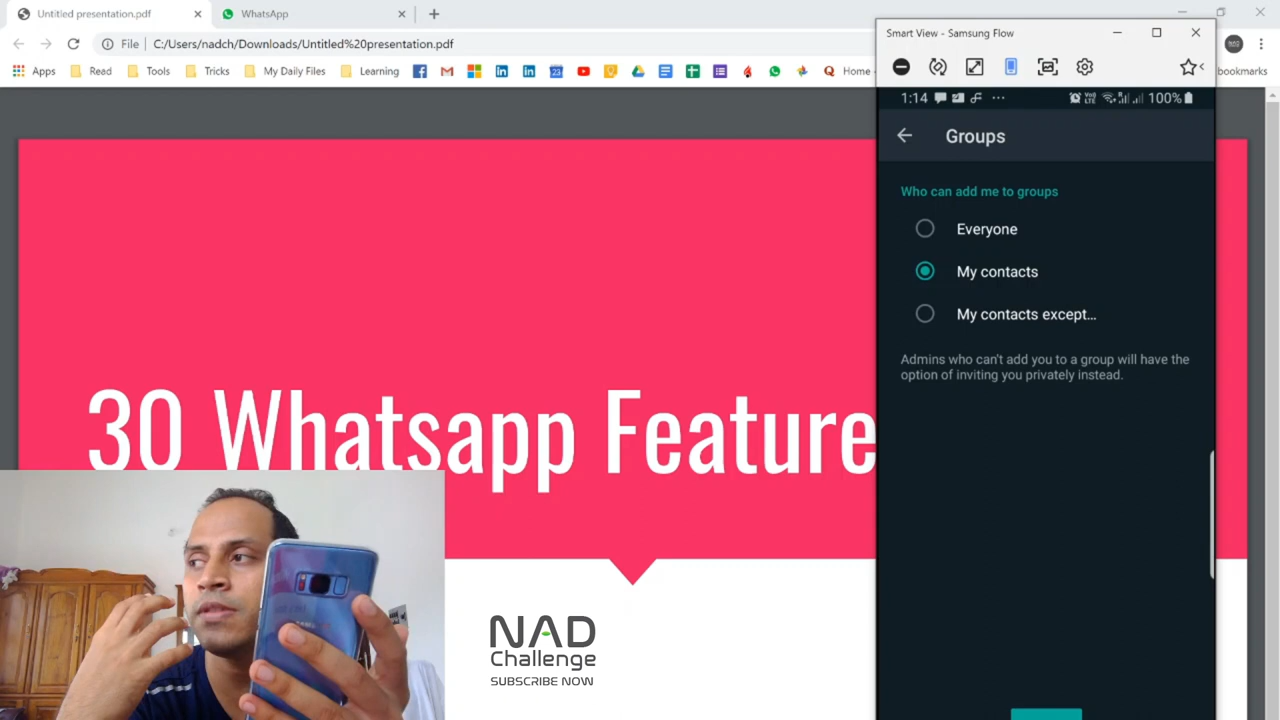 Untitled presentation.pdf
WhatsApp
File
C:/Users/nadch/Downloads/Untitled%20presentation.pdf
Apps
Read
Tools
Tricks
My Daily Files
Learning
Home
bookmarks
30 Whatsapp Feature
NAD
Challenge
SUBSCRIBE NOW
Smart View - Samsung Flow
1:14
100%
Groups
Who can add me to groups
Everyone
My contacts
My contacts except...
Admins who can't add you to a group will have the
option of inviting you privately instead.